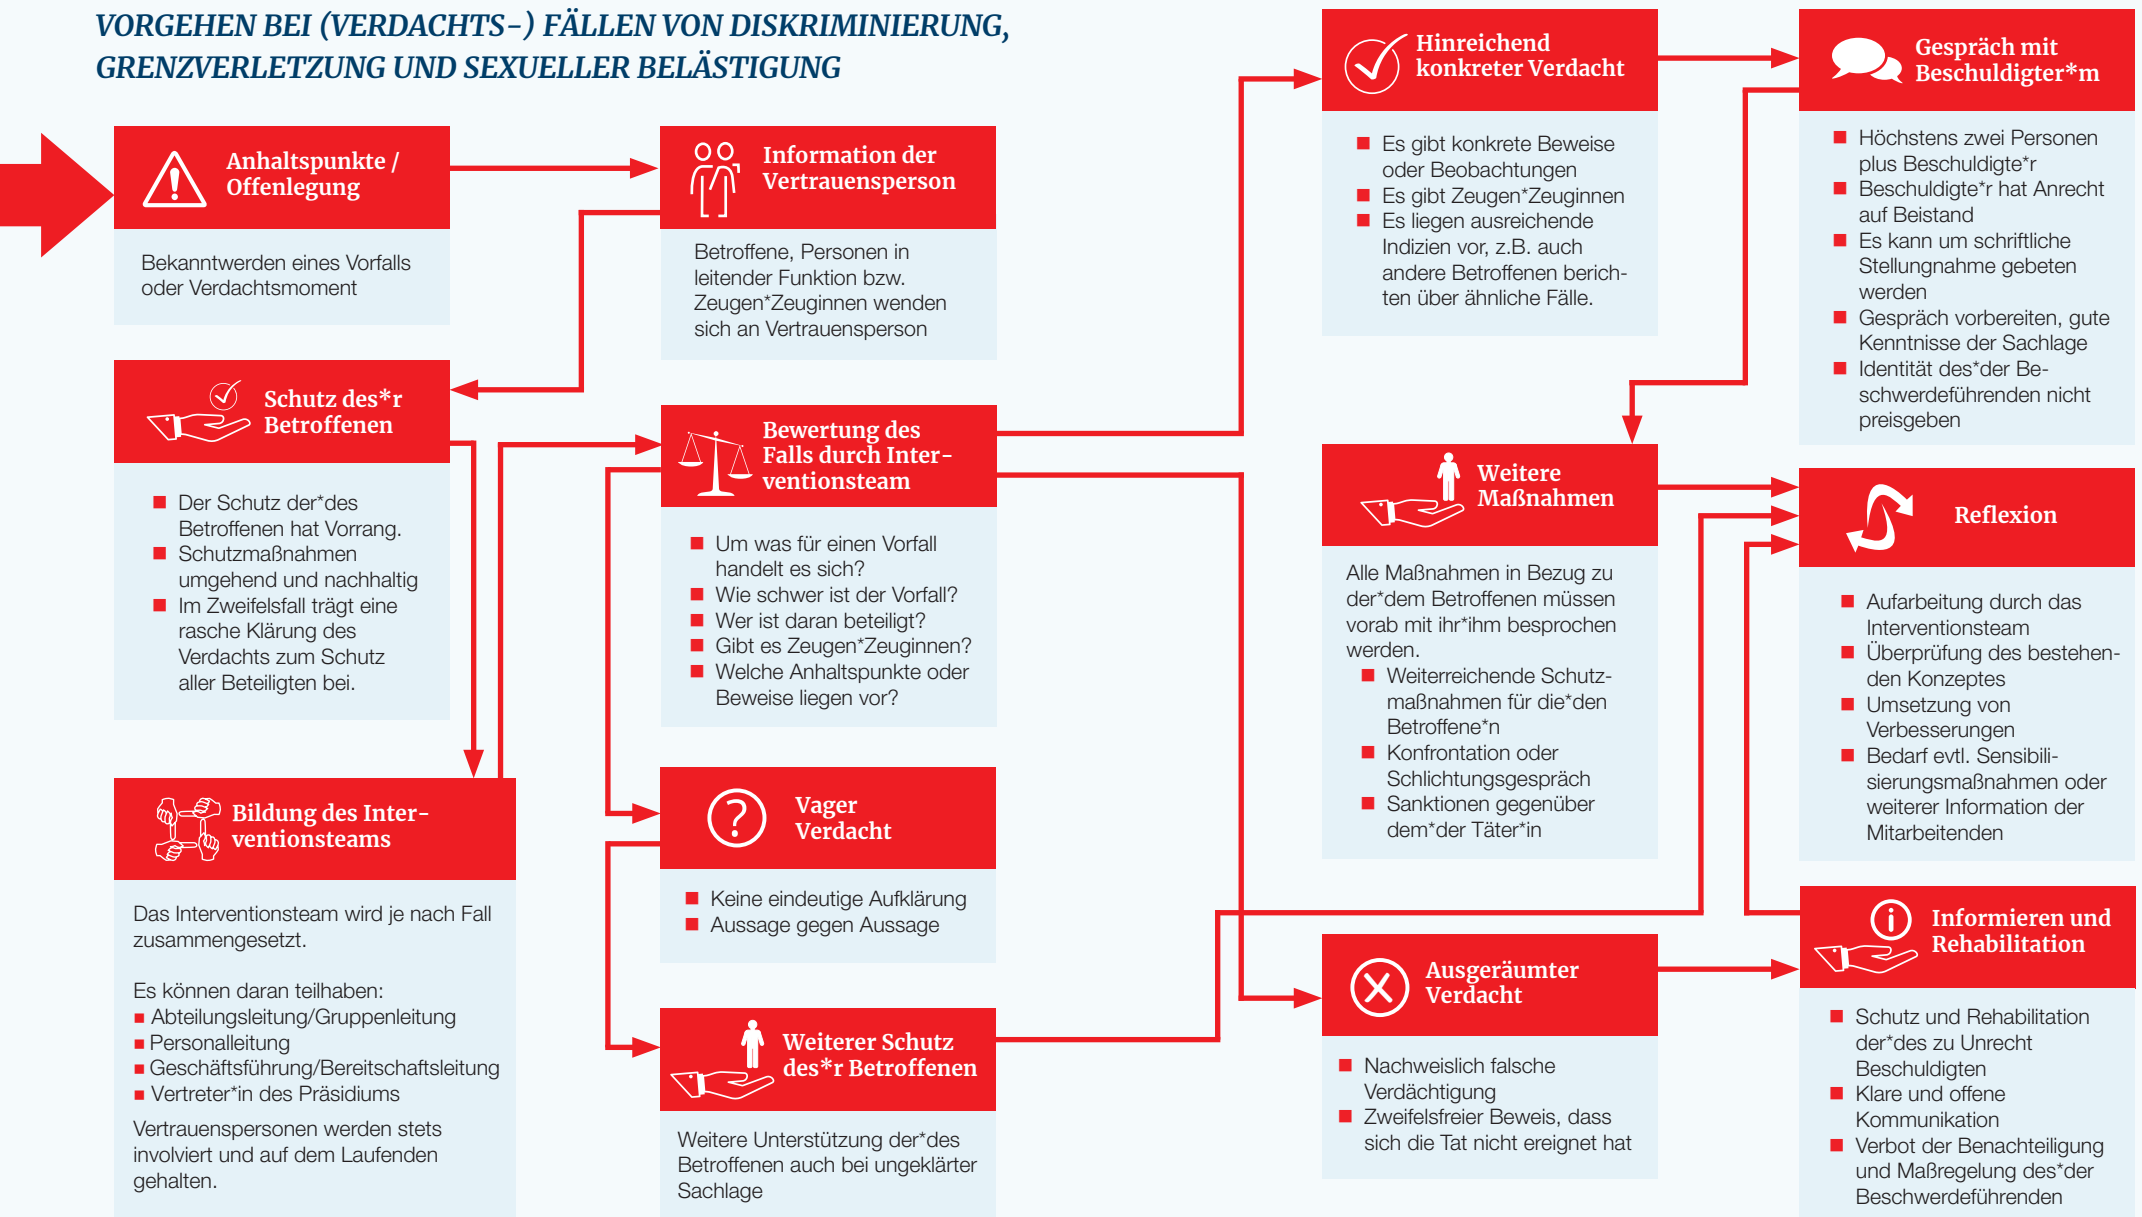 VORGEHEN BEI (VERDACHTS-) FÄLLEN VON DISKRIMINIERUNG,
GRENZVERLETZUNG UND SEXUELLER BELÄSTIGUNG
Anhaltspunkte /
Offenlegung
Bekanntwerden eines Vorfalls
oder Verdachtsmoment
Information der
Vertrauensperson
Betroffene, Personen in
leitender Funktion bzw.
Zeugen*Zeuginnen wenden
sich an Vertrauensperson
Schutz des*r
Betroffenen
Der Schutz der*des
Betroffenen hat Vorrang.
Schutzmaßnahmen
umgehend und nachhaltig
Im Zweifelsfall trägt eine
rasche Klärung des
Verdachts zum Schutz
aller Beteiligten bei.
Bildung des Inter-
ventionsteams
Das Interventionsteam wird je nach Fall
zusammengesetzt.
Es können daran teilhaben:
Abteilungsleitung/Gruppenleitung
Personalleitung
Geschäftsführung/Bereitschaftsleitung
Vertreter*in des Präsidiums
Vertrauenspersonen werden stets
involviert und auf dem Laufenden
gehalten.
Bewertung des
Falls durch Inter-
ventionsteam
Um was für einen Vorfall
handelt es sich?
Wie schwer ist der Vorfall?
Wer ist daran beteiligt?
Gibt es Zeugen*Zeuginnen?
Welche Anhaltspunkte oder
Beweise liegen vor?
Vager
Verdacht
Keine eindeutige Aufklärung
Aussage gegen Aussage
Weiterer Schutz
des*r Betroffenen
Weitere Unterstützung der*des
Betroffenen auch bei ungeklärter
Sachlage
Hinreichend
konkreter Verdacht
Es gibt konkrete Beweise
oder Beobachtungen
Es gibt Zeugen*Zeuginnen
Es liegen ausreichende
Indizien vor, z.B. auch
andere Betroffenen berich-
ten über ähnliche Fälle.
Gespräch mit
Beschuldigter*m
Höchstens zwei Personen
plus Beschuldigte*r
Beschuldigte*r hat Anrecht
auf Beistand
Es kann um schriftliche
Stellungnahme gebeten
werden
Gespräch vorbereiten, gute
Kenntnisse der Sachlage
Identität des*der Be-
schwerdeführenden nicht
preisgeben
Weitere
Maßnahmen
Alle Maßnahmen in Bezug zu
der*dem Betroffenen müssen
vorab mit ihr*ihm besprochen
werden.
Weiterreichende Schutz-
maßnahmen für die*den
Betroffene*n
Konfrontation oder
Schlichtungsgespräch
Sanktionen gegenüber
dem*der Täter*in
Reflexion
Aufarbeitung durch das
Interventionsteam
Überprüfung des bestehen-
den Konzeptes
Umsetzung von
Verbesserungen
Bedarf evtl. Sensibili-
sierungsmaßnahmen oder
weiterer Information der
Mitarbeitenden
Ausgeräumter
Verdacht
Nachweislich falsche
Verdächtigung
Zweifelsfreier Beweis, dass
sich die Tat nicht ereignet hat
Informieren und
Rehabilitation
Schutz und Rehabilitation
der*des zu Unrecht
Beschuldigten
Klare und offene
Kommunikation
Verbot der Benachteiligung
und Maßregelung des*der
Beschwerdeführenden